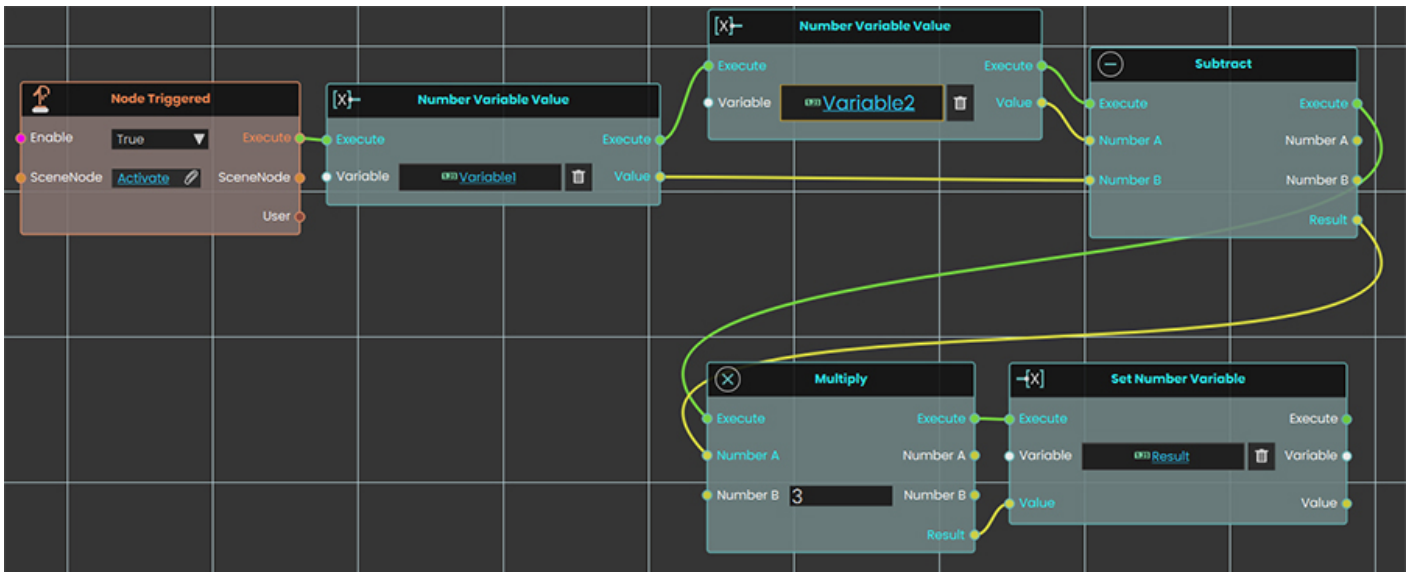 Node Triggered
Enable True Execute
SceneNode Activate SceneNode
User
Number Variable Value
Execute Execute
Variable Variable1 Value
Number Variable Value
Execute Execute
Variable Variable2 Value
Subtract
Execute Execute
Number A Number A
Number B Number B
Result
Multiply
Execute Execute
Number A Number A
Number B 3 Number B
Result
Set Number Variable
Execute Execute
Variable Result Variable
Value Value